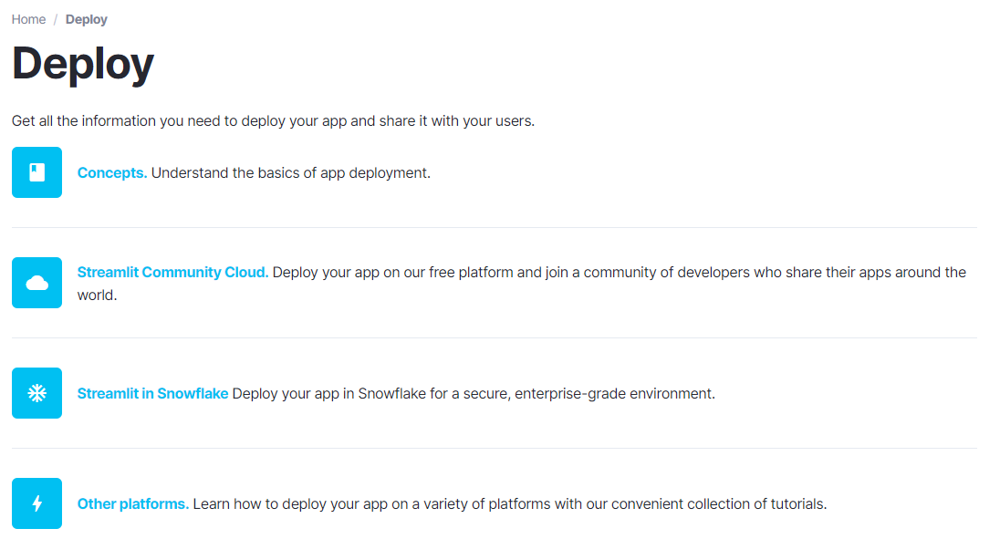 Home / Deploy
Deploy
Get all the information you need to deploy your app and share it with your users.
Concepts. Understand the basics of app deployment.
Streamlit Community Cloud. Deploy your app on our free platform and join a community of developers who share their apps around the
world.
Streamlit in Snowflake Deploy your app in Snowflake for a secure, enterprise-grade environment.
Other platforms. Learn how to deploy your app on a variety of platforms with our convenient collection of tutorials.